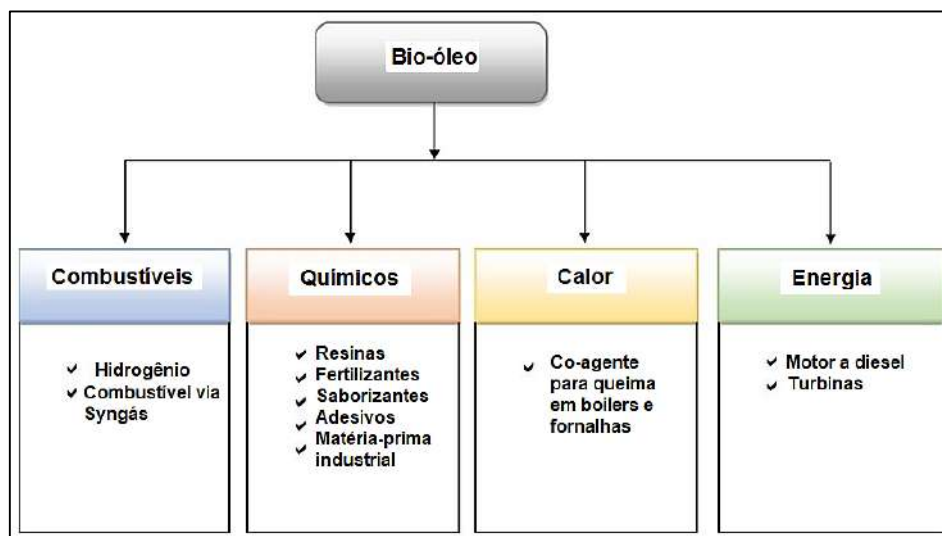 Bio-óleo
Combustíveis
Químicos
Calor
Energia
Hidrogênio
Combustível via
Syngás
Resinas
Fertilizantes
Saborizantes
Adesivos
Matéria-prima
industrial
Co-agente
para queima
em boilers e
fornalhas
Motor a diesel
Turbinas